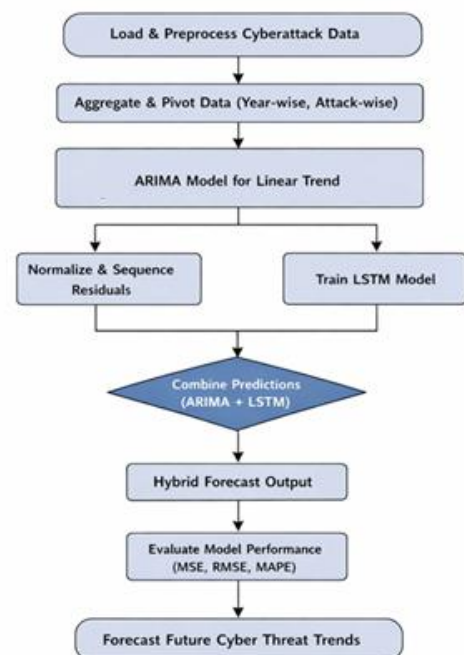 Load & Preprocess Cyberattack Data
Aggregate & Pivot Data (Year-wise, Attack-wise)
ARIMA Model for Linear Trend
Normalize & Sequence
Residuals
Train LSTM Model
Combine Predictions
(ARIMA + LSTM)
Hybrid Forecast Output
Evaluate Model Performance
(MSE, RMSE, MAPE)
Forecast Future Cyber Threat Trends